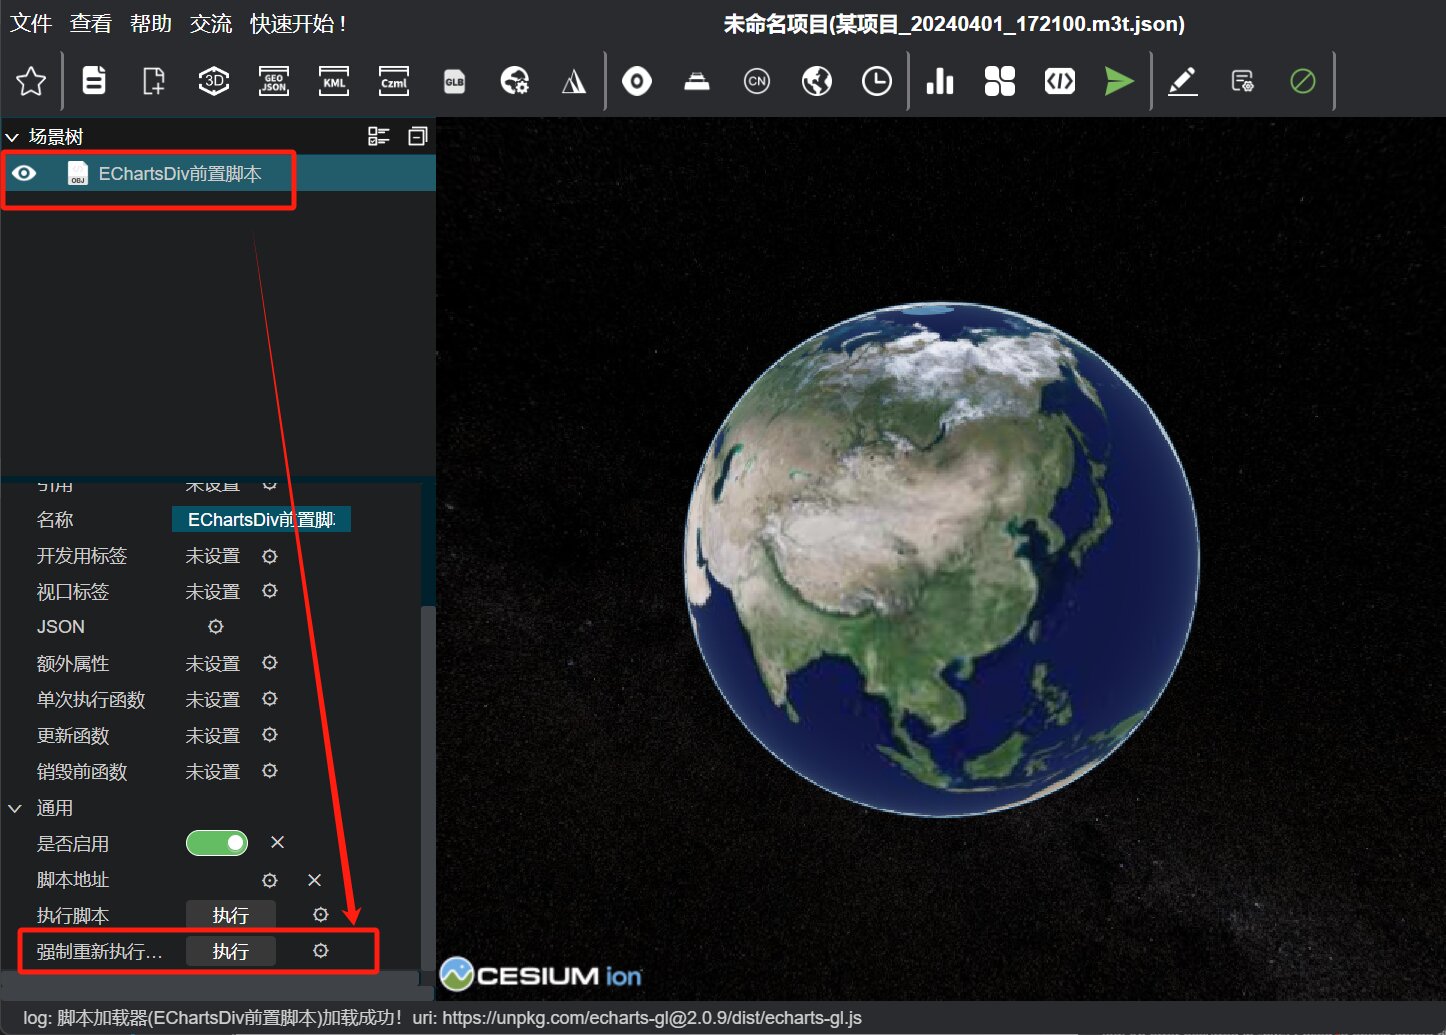 文件 查看 帮助 交流 快速开始！
未命名项目(某项目_20240401_172100.m3t.json)
3D GEO JSON KML Czml GLB CN
场景树
OBJ EChartsDiv前置脚本
引用 未设置
名称 EChartsDiv前置脚
开发用标签 未设置
视口标签 未设置
JSON
额外属性 未设置
单次执行函数 未设置
更新函数 未设置
销毁前函数 未设置
通用
是否启用
脚本地址
执行脚本 执行
强制重新执行... 执行
CESIUM ion
log: 脚本加载器(EChartsDiv前置脚本)加载成功！uri: https://unpkg.com/echarts-gl@2.0.9/dist/echarts-gl.js